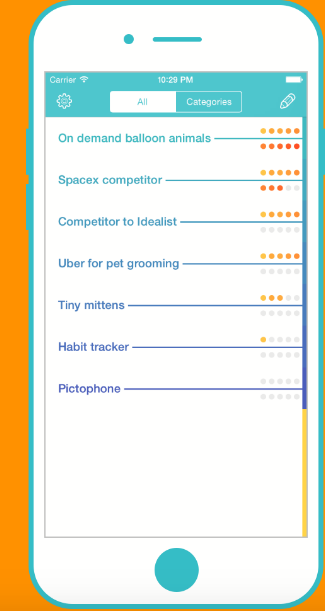 Carrier 10:29 PM
All Categories
On demand balloon animals
Spacex competitor
Competitor to Idealist
Uber for pet grooming
Tiny mittens
Habit tracker
Pictophone